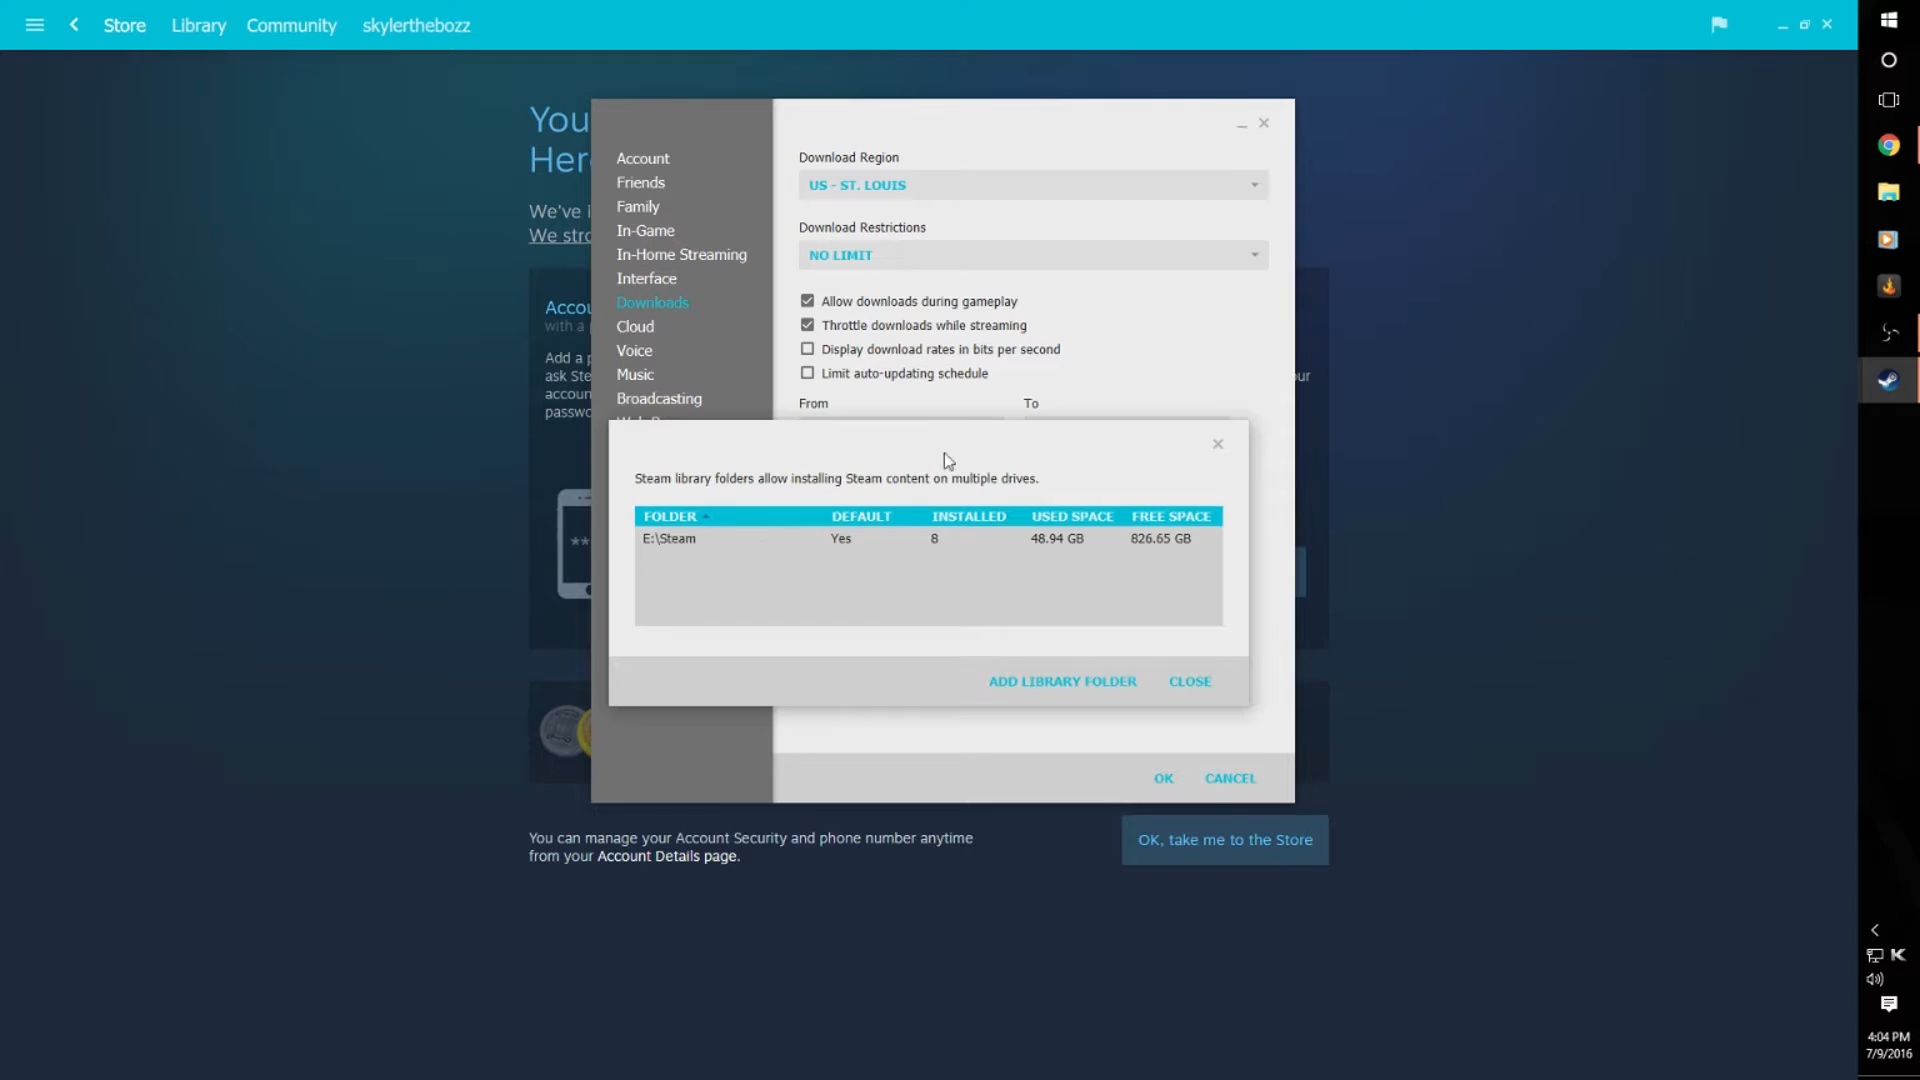 Store Library Community skylerthebozz
You
Her
We've i
We stro
Accou
with a p
Add a p
ask Ste
accoun
passwo
our
**
Account
Friends
Family
In-Game
In-Home Streaming
Interface
Downloads
Cloud
Voice
Music
Broadcasting
Download Region
US - ST. LOUIS
Download Restrictions
NO LIMIT
Allow downloads during gameplay
Throttle downloads while streaming
Display download rates in bits per second
Limit auto-updating schedule
From To
Steam library folders allow installing Steam content on multiple drives.
FOLDER DEFAULT INSTALLED USED SPACE FREE SPACE
E:\Steam Yes 8 48.94 GB 826.65 GB
ADD LIBRARY FOLDER CLOSE
OK CANCEL
You can manage your Account Security and phone number anytime
from your Account Details page.
OK, take me to the Store
4:04 PM
7/9/2016